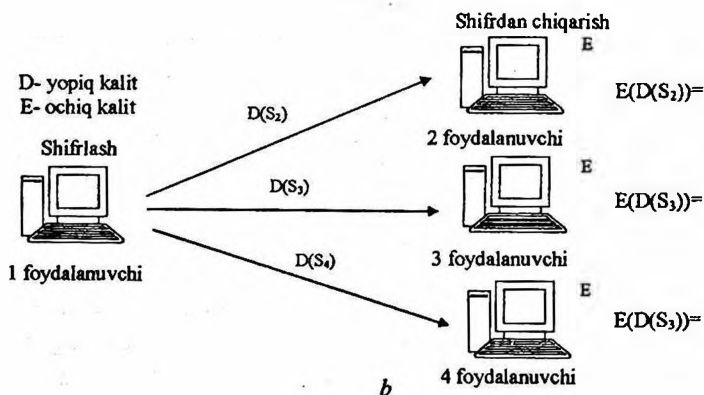 Shifrdan chiqarish
E
D- yopiq kalit
E- ochiq kalit
D(S₂)
E(D(S₂))=
Shifrlash
2 foydalanuvchi
E
D(S₃)
E(D(S₃))=
1 foydalanuvchi
3 foydalanuvchi
D(S₄)
E
E(D(S₃))=
4 foydalanuvchi
b